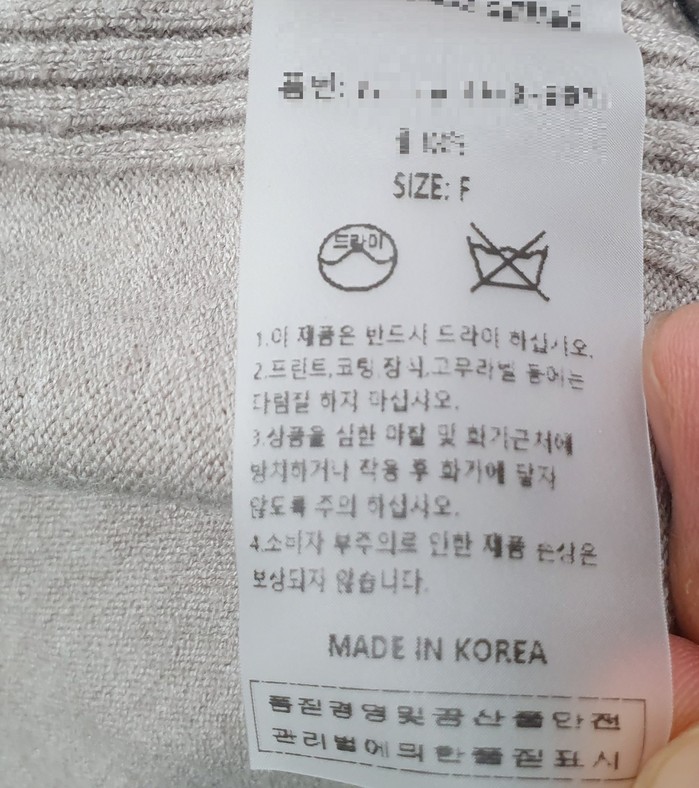 품번:
SIZE: F
드라이
1.이 제품은 반드시 드라이 하십시오.
2.프린트,코팅,장식,고무라벨 등에는
다림질 하지 마십시오.
3.상품을 심한 마찰 및 화기근처에
방치하거나 착용 후 화기에 닿지
않도록 주의 하십시오.
4.소비자 부주의로 인한 제품 손상은
보상되지 않습니다.
MADE IN KOREA
품질경영및공산품안전
관리법에의한품질표시